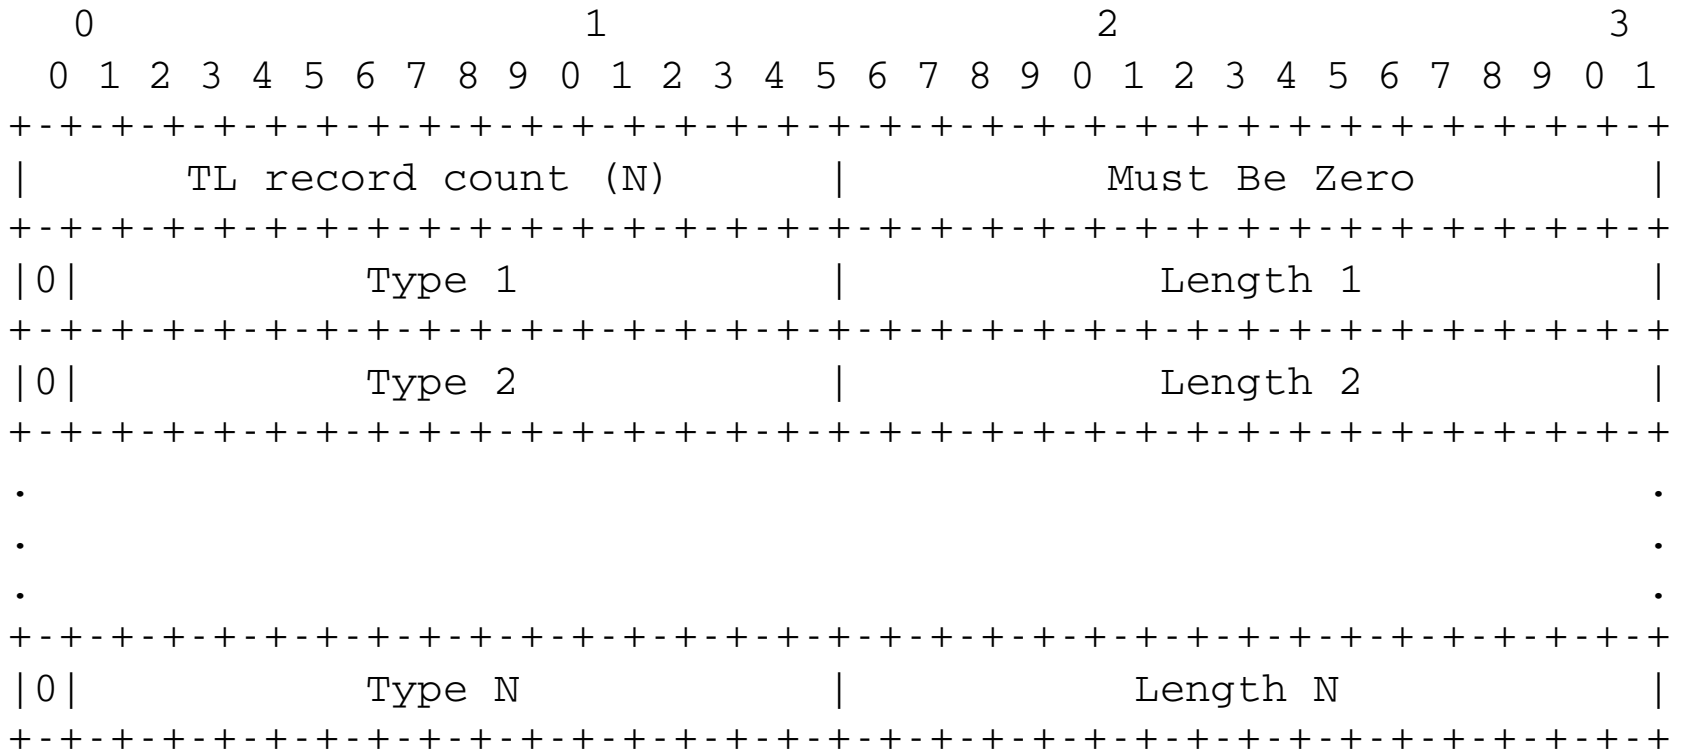 0                   1                   2                   3
   0 1 2 3 4 5 6 7 8 9 0 1 2 3 4 5 6 7 8 9 0 1 2 3 4 5 6 7 8 9 0 1
 +-+-+-+-+-+-+-+-+-+-+-+-+-+-+-+-+-+-+-+-+-+-+-+-+-+-+-+-+-+-+-+-+
 |      TL record count (N)      |          Must Be Zero         |
 +-+-+-+-+-+-+-+-+-+-+-+-+-+-+-+-+-+-+-+-+-+-+-+-+-+-+-+-+-+-+-+-+
 |0|           Type 1            |            Length 1           |
 +-+-+-+-+-+-+-+-+-+-+-+-+-+-+-+-+-+-+-+-+-+-+-+-+-+-+-+-+-+-+-+-+
 |0|           Type 2            |            Length 2           |
 +-+-+-+-+-+-+-+-+-+-+-+-+-+-+-+-+-+-+-+-+-+-+-+-+-+-+-+-+-+-+-+-+
 .                                                               .
 .                                                               .
 .                                                               .
 +-+-+-+-+-+-+-+-+-+-+-+-+-+-+-+-+-+-+-+-+-+-+-+-+-+-+-+-+-+-+-+-+
 |0|           Type N            |           Length N            |
 +-+-+-+-+-+-+-+-+-+-+-+-+-+-+-+-+-+-+-+-+-+-+-+-+-+-+-+-+-+-+-+-+